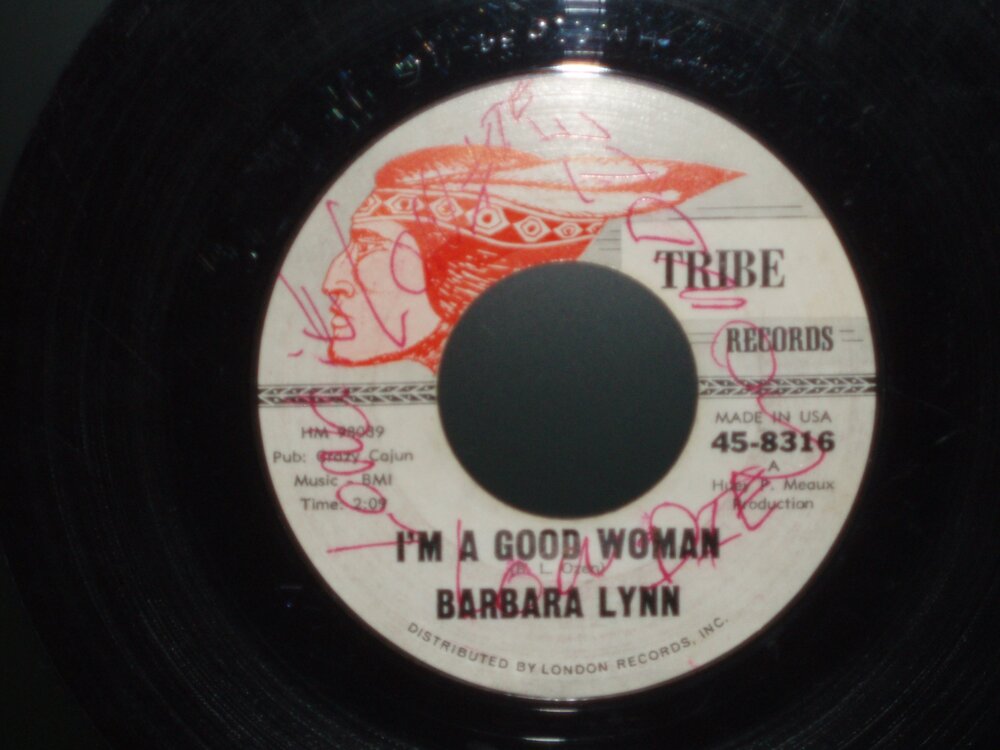 TRIBE
RECORDS
HM 98089
Pub: Crazy Cajun
Music - BMI
Time: 2:09
MADE IN USA
45-8316
A
Huey P. Meaux
Production
I'M A GOOD WOMAN
L. Ozen)
BARBARA LYNN
DISTRIBUTED BY LONDON RECORDS, INC.